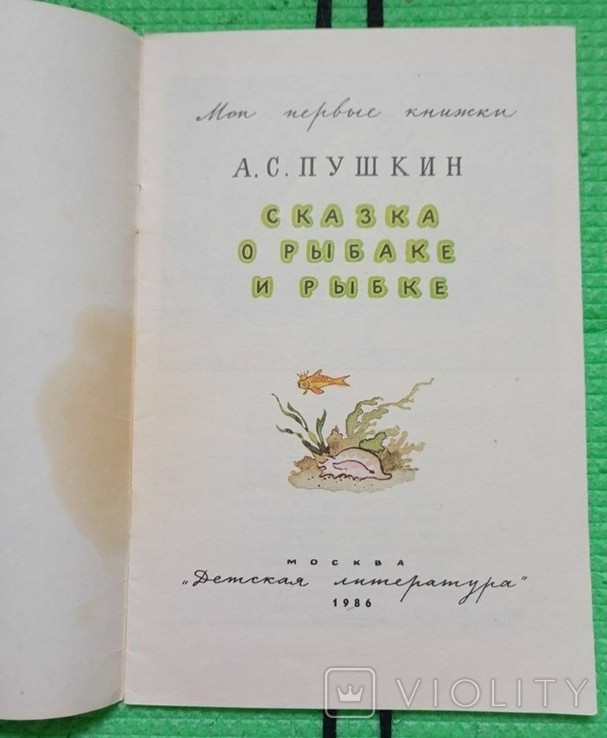 Мои первые книжки
А.С. ПУШКИН
СКАЗКА
О РЫБАКЕ
И РЫБКЕ
МОСКВА
„Детская литература"
1986
VIOLITY